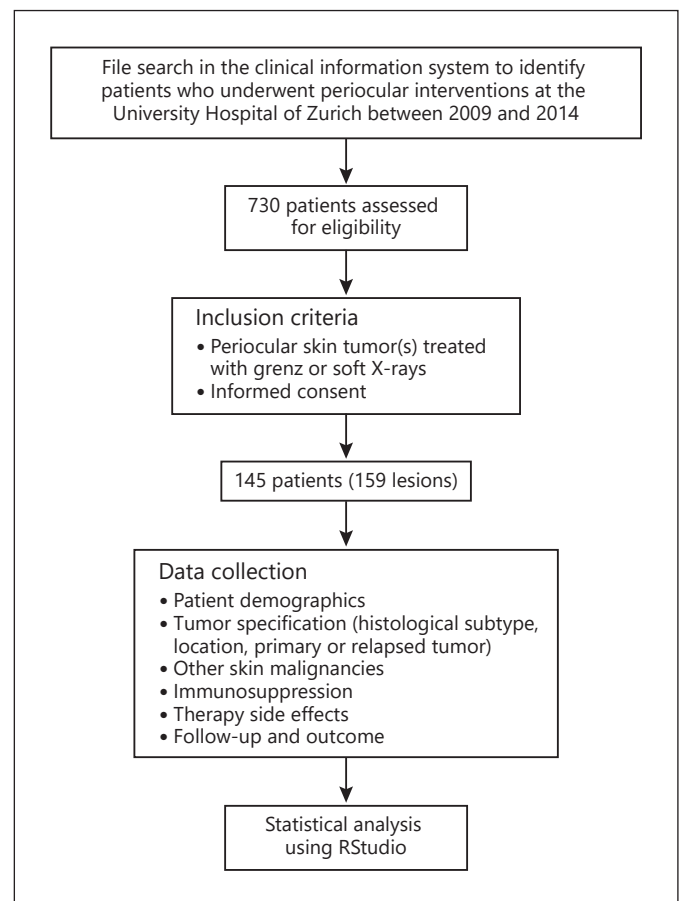 File search in the clinical information system to identify
patients who underwent periocular interventions at the
University Hospital of Zurich between 2009 and 2014
730 patients assessed
for eligibility
Inclusion criteria
• Periocular skin tumor(s) treated
with grenz or soft X-rays
• Informed consent
145 patients (159 lesions)
Data collection
• Patient demographics
• Tumor specification (histological subtype,
location, primary or relapsed tumor)
• Other skin malignancies
• Immunosuppression
• Therapy side effects
• Follow-up and outcome
Statistical analysis
using RStudio